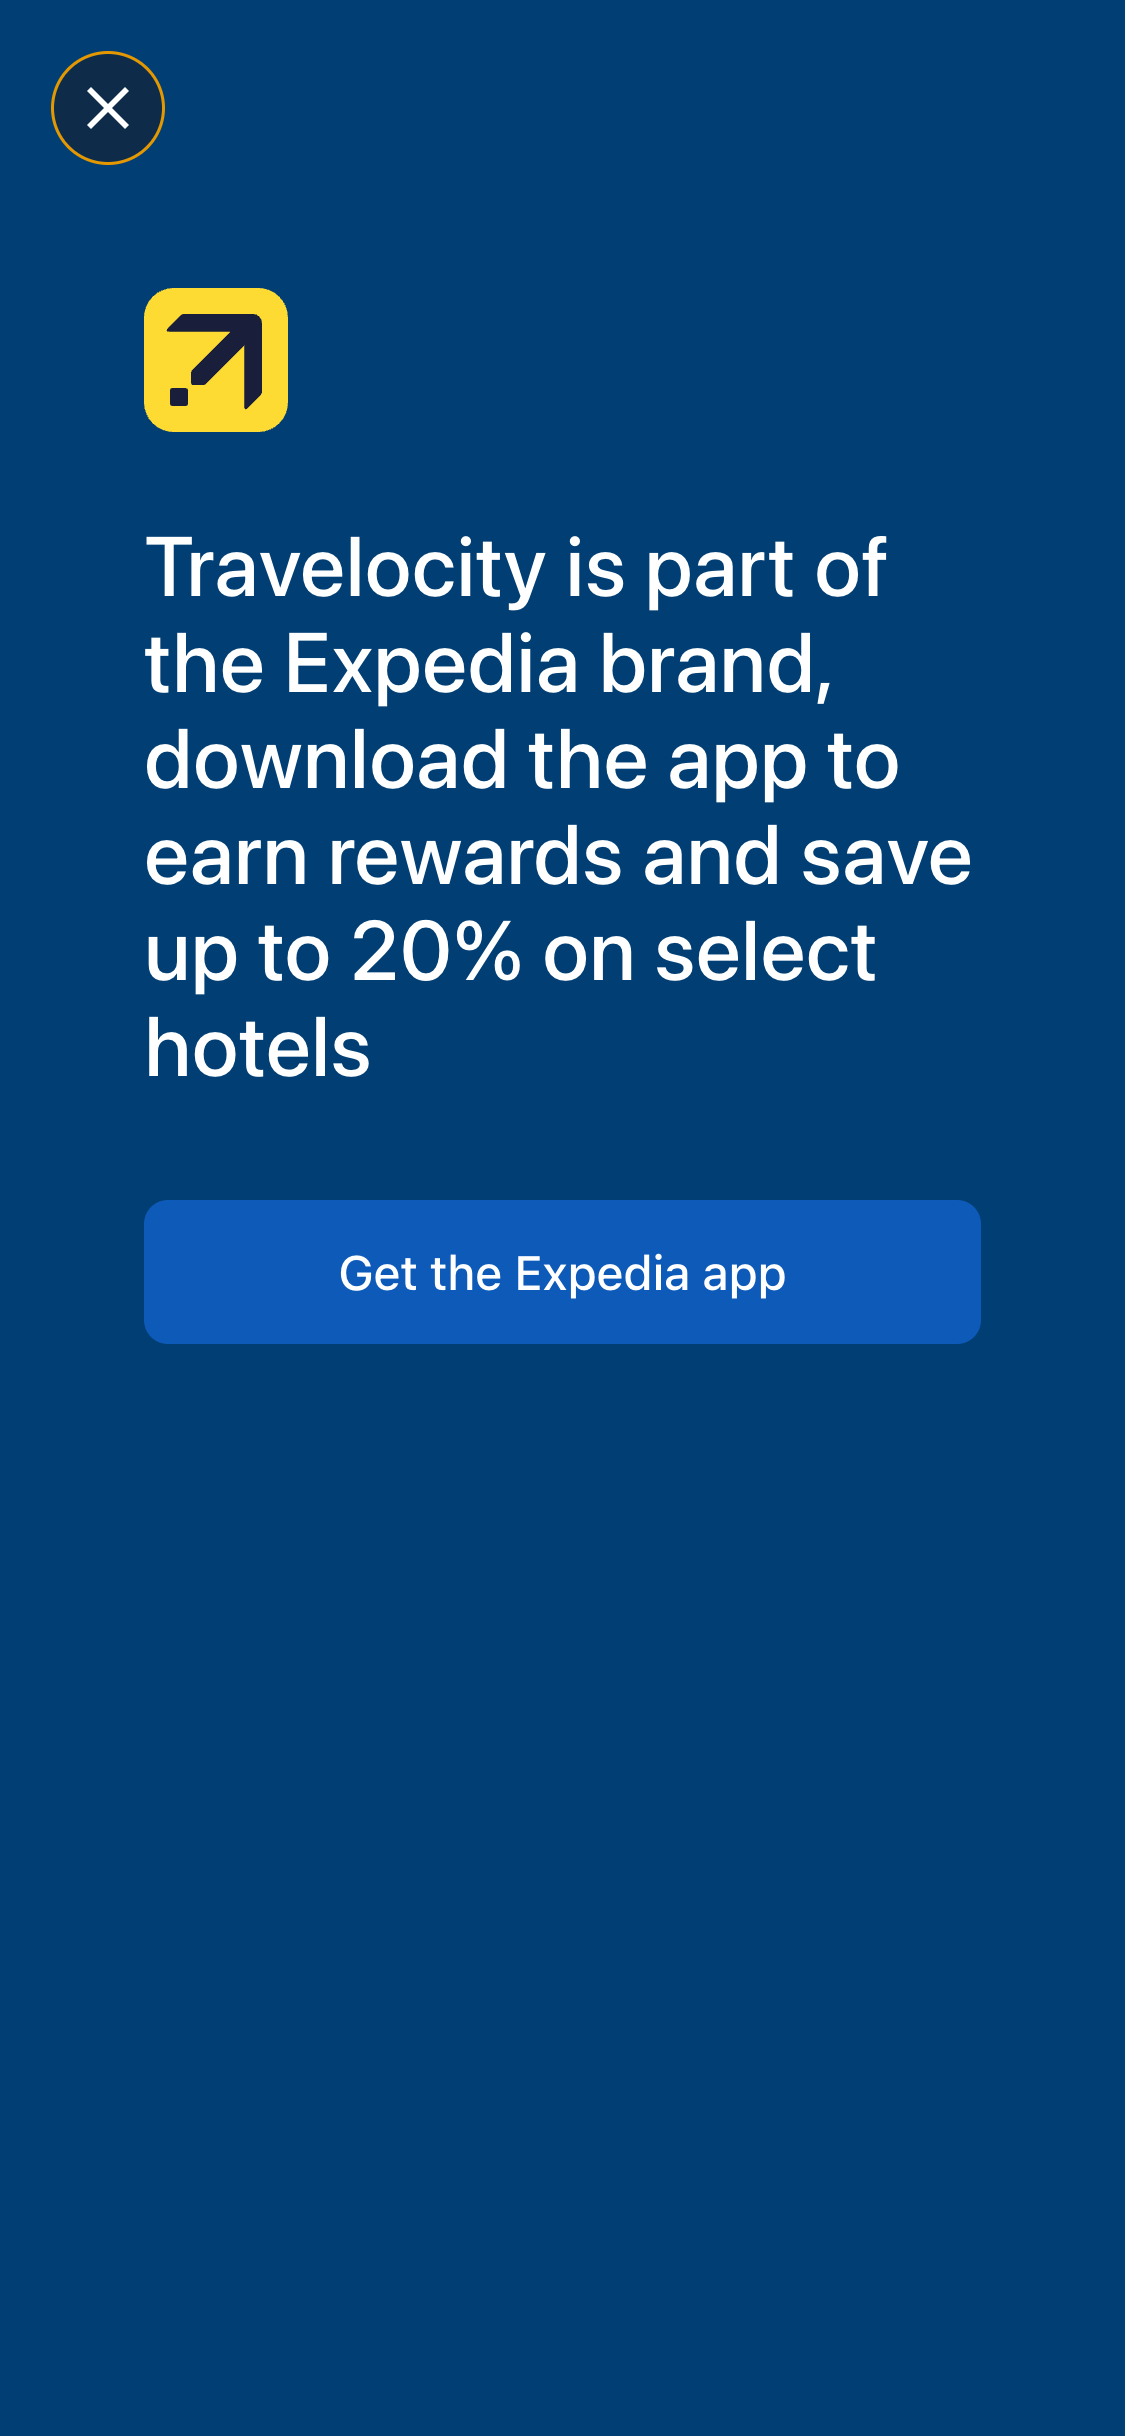 Travelocity is part of
the Expedia brand,
download the app to
earn rewards and save
up to 20% on select
hotels
Get the Expedia app